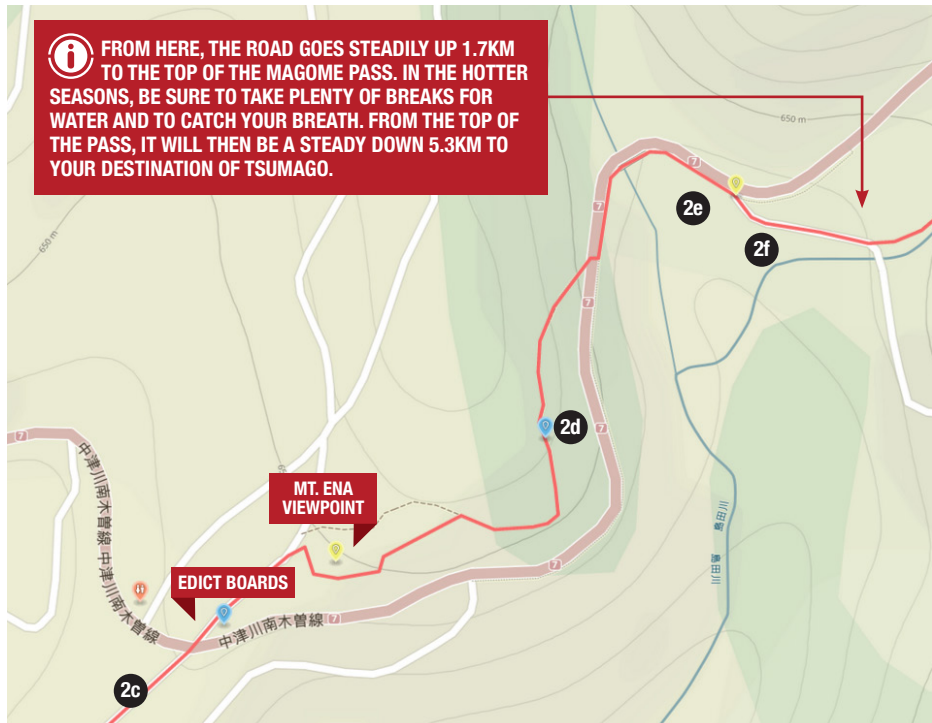 FROM HERE, THE ROAD GOES STEADILY UP 1.7KM
TO THE TOP OF THE MAGOME PASS. IN THE HOTTER
SEASONS, BE SURE TO TAKE PLENTY OF BREAKS FOR
WATER AND TO CATCH YOUR BREATH. FROM THE TOP OF
THE PASS, IT WILL THEN BE A STEADY DOWN 5.3KM TO
YOUR DESTINATION OF TSUMAGO.
650 m
650 m
7
2e
7
2f
7
7
2d
7
7
中津川南木曽線 中津川南木曽線
MT. ENA
VIEWPOINT
島田川
7
EDICT BOARDS
中津川南木曽線
7
2c